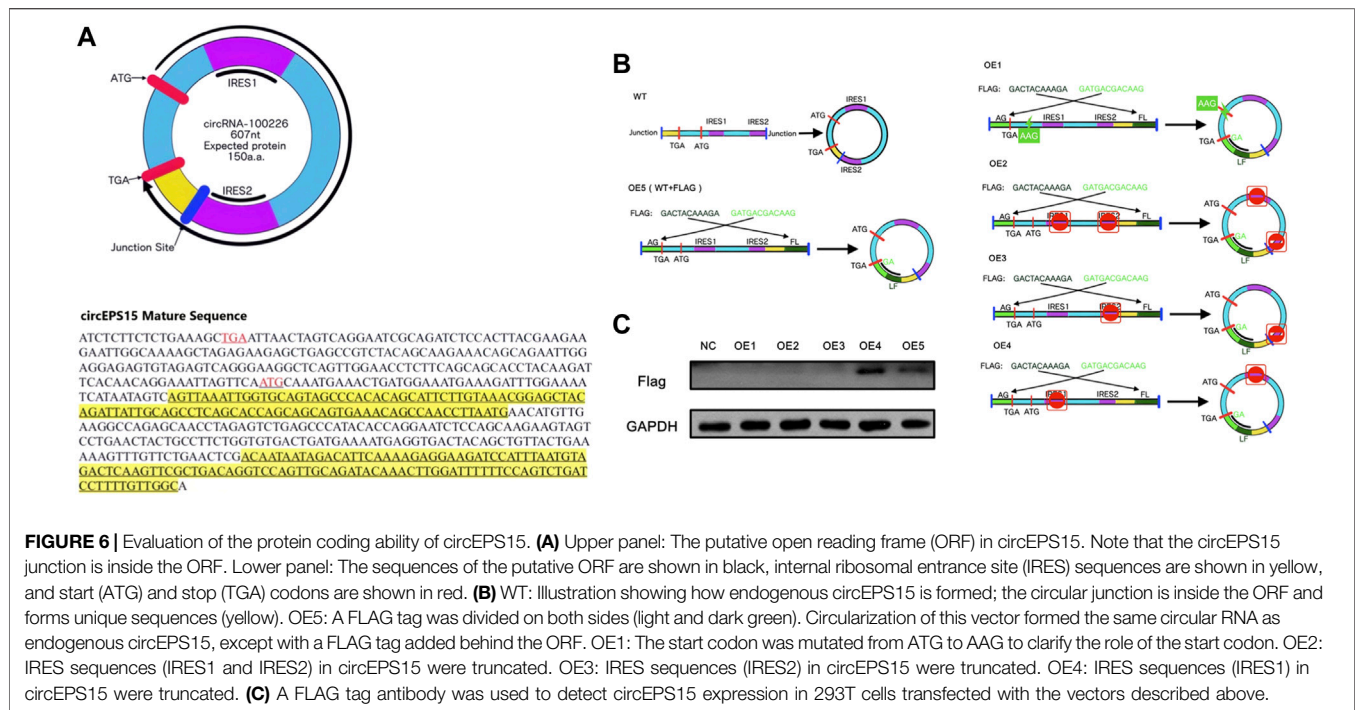 A
ATG
IRES1
circRNA-100226
607nt
Expected protein
150a.a.
TGA
IRES2
Junction Site
circEPS15 Mature Sequence
ATCTCTTCTCTGAAAGCTGAATTAACTAGTCAGGAATCGCAGATCTCCACTTACGAAGAA
GAATTGGCAAAAGCTAGAGAAGAGCTGAGCCGTCTACAGCAAGAAACAGCAGAATTGG
AGGAGAGTGTAGAGTCAGGGAAGGCTCAGTTGGAACCTCTTCAGCAGCACCTACAAGAT
TCACAACAGGAAATTAGTTCAATGCAAATGAAACTGATGGAAATGAAAGATTTGGAAAA
TCATAATAGTCAGTTAAATTGGTGCAGTAGCCCACACAGCATTCTTGTAAACGGAGCTAC
AGATTATTGCAGCCTCAGCACCAGCAGCAGTGAAACAGCCAACCTTAATGAACATGTTG
AAGGCCAGAGCAACCTAGAGTCTGAGCCCATACACCAGGAATCTCCAGCAAGAAGTAGT
CCTGAACTACTGCCTTCTGGTGTGACTGATGAAAATGAGGTGACTACAGCTGTTACTGAA
AAAGTTTGTTCTGAACTCGACAATAATAGACATTCAAAAGAGGAAGATCCATTTAATGTA
GACTCAAGTTCGCTGACAGGTCCAGTTGCAGATACAAACTTGGATTTTTTCCAGTCTGAT
CCTTTTGTTGGCA
B
WT
IRES1 IRES2
Junction Junction
TGA ATG
IRES1
ATG
TGA
IRES2
OE5 ( WT+FLAG )
FLAG: GACTACAAAGA GATGACGACAAG
AG IRES1 IRES2 FL
TGA ATG
ATG
TGA GA
LF
OE1
FLAG: GACTACAAAGA GATGACGACAAG
AG IRES1 IRES2 FL
TGA AAG
AAG
TGA GA
LF
OE2
FLAG: GACTACAAAGA GATGACGACAAG
AG FL
TGA ATG
ATG
TGA GA
LF
OE3
FLAG: GACTACAAAGA GATGACGACAAG
AG IRES1 FL
TGA ATG
ATG
TGA GA
LF
OE4
FLAG: GACTACAAAGA GATGACGACAAG
AG IRES2 FL
TGA ATG
ATG
TGA GA
LF
C
NC OE1 OE2 OE3 OE4 OE5
Flag
GAPDH
FIGURE 6 | Evaluation of the protein coding ability of circEPS15. (A) Upper panel: The putative open reading frame (ORF) in circEPS15. Note that the circEPS15
junction is inside the ORF. Lower panel: The sequences of the putative ORF are shown in black, internal ribosomal entrance site (IRES) sequences are shown in yellow,
and start (ATG) and stop (TGA) codons are shown in red. (B) WT: Illustration showing how endogenous circEPS15 is formed; the circular junction is inside the ORF and
forms unique sequences (yellow). OE5: A FLAG tag was divided on both sides (light and dark green). Circularization of this vector formed the same circular RNA as
endogenous circEPS15, except with a FLAG tag added behind the ORF. OE1: The start codon was mutated from ATG to AAG to clarify the role of the start codon. OE2:
IRES sequences (IRES1 and IRES2) in circEPS15 were truncated. OE3: IRES sequences (IRES2) in circEPS15 were truncated. OE4: IRES sequences (IRES1) in
circEPS15 were truncated. (C) A FLAG tag antibody was used to detect circEPS15 expression in 293T cells transfected with the vectors described above.